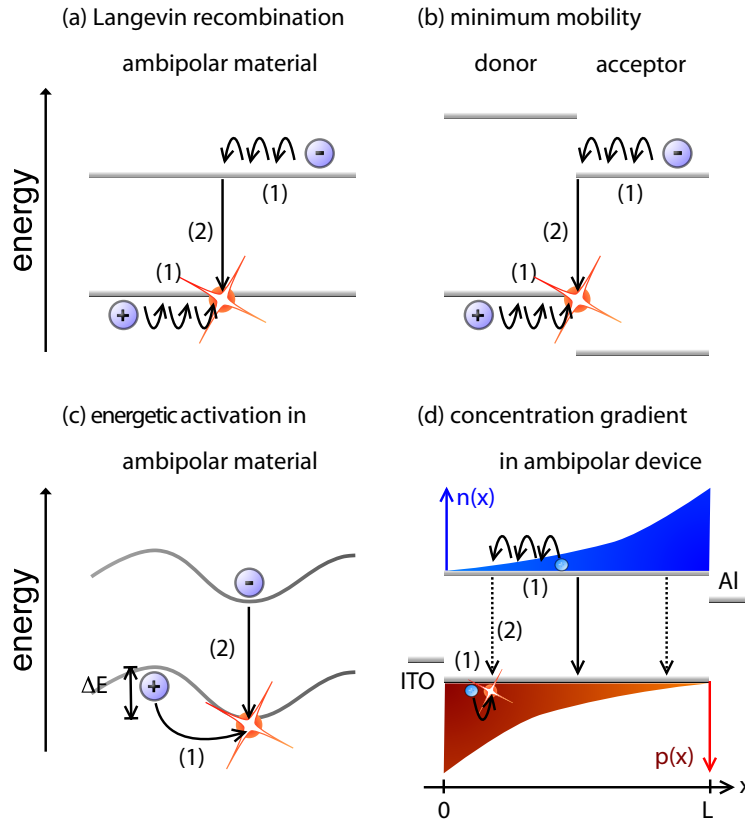 (a) Langevin recombination
ambipolar material
energy
-
(1)
(2)
(1)
+
(b) minimum mobility
donor
acceptor
-
(1)
(2)
(1)
+
(c) energetic activation in
ambipolar material
energy
-
(2)
ΔE
+
(1)
(d) concentration gradient
in ambipolar device
n(x)
(1)
Al
(2)
(1)
ITO
p(x)
x
0
L